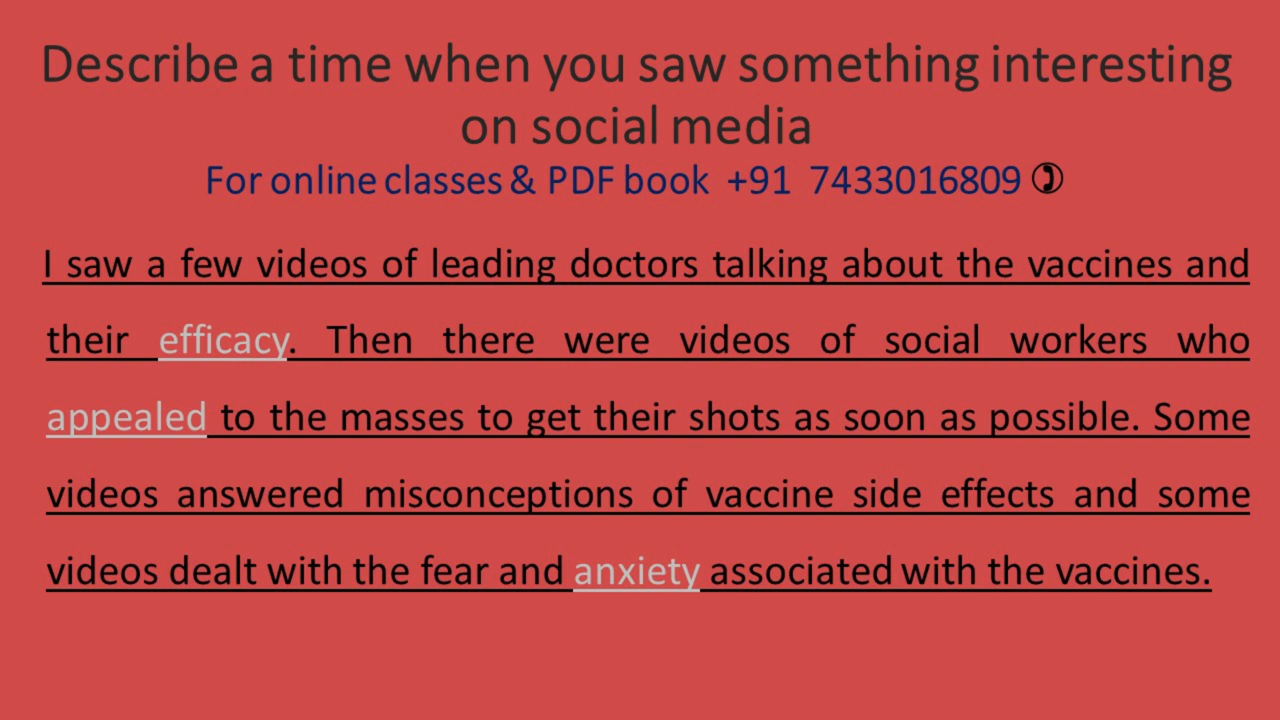 Describe a time when you saw something interesting
on social media
For online classes & PDF book +91 7433016809
I saw a few videos of leading doctors talking about the vaccines and
their efficacy. Then there were videos of social workers who
appealed to the masses to get their shots as soon as possible. Some
videos answered misconceptions of vaccine side effects and some
videos dealt with the fear and anxiety associated with the vaccines.